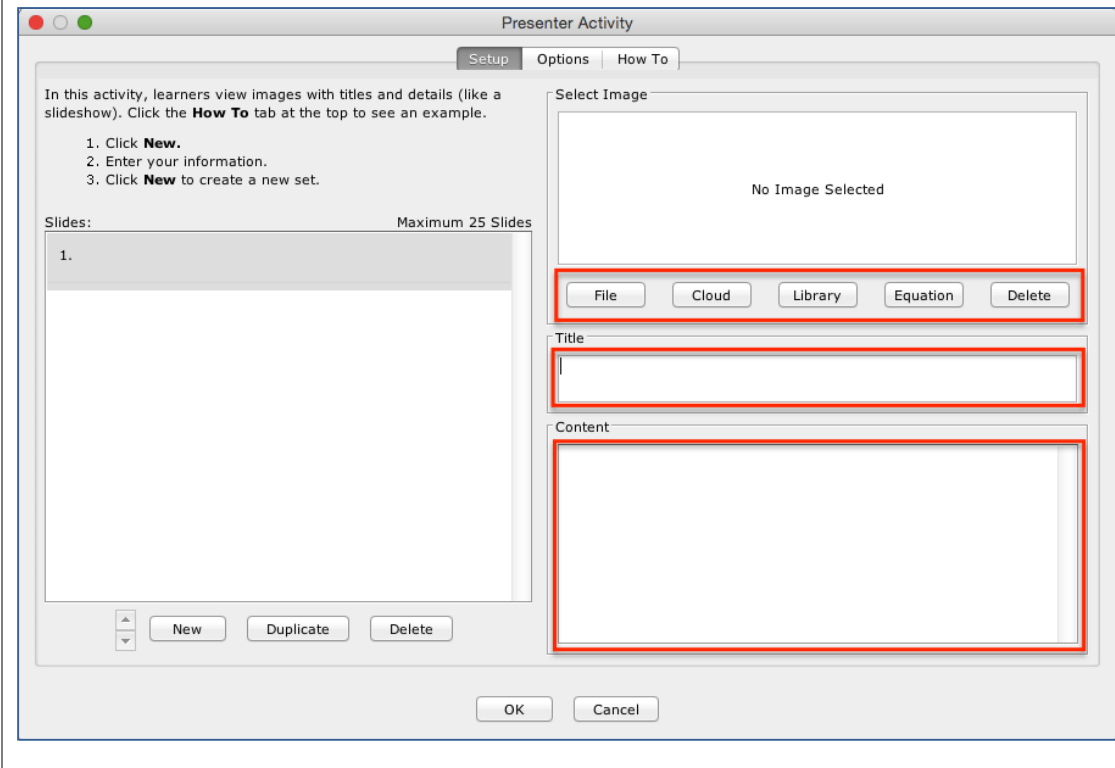 Presenter Activity
Setup Options How To
In this activity, learners view images with titles and details (like a
slideshow). Click the How To tab at the top to see an example.
1. Click New.
2. Enter your information.
3. Click New to create a new set.
Slides: Maximum 25 Slides
1.
New Duplicate Delete
Select Image
No Image Selected
File Cloud Library Equation Delete
Title
Content
OK Cancel